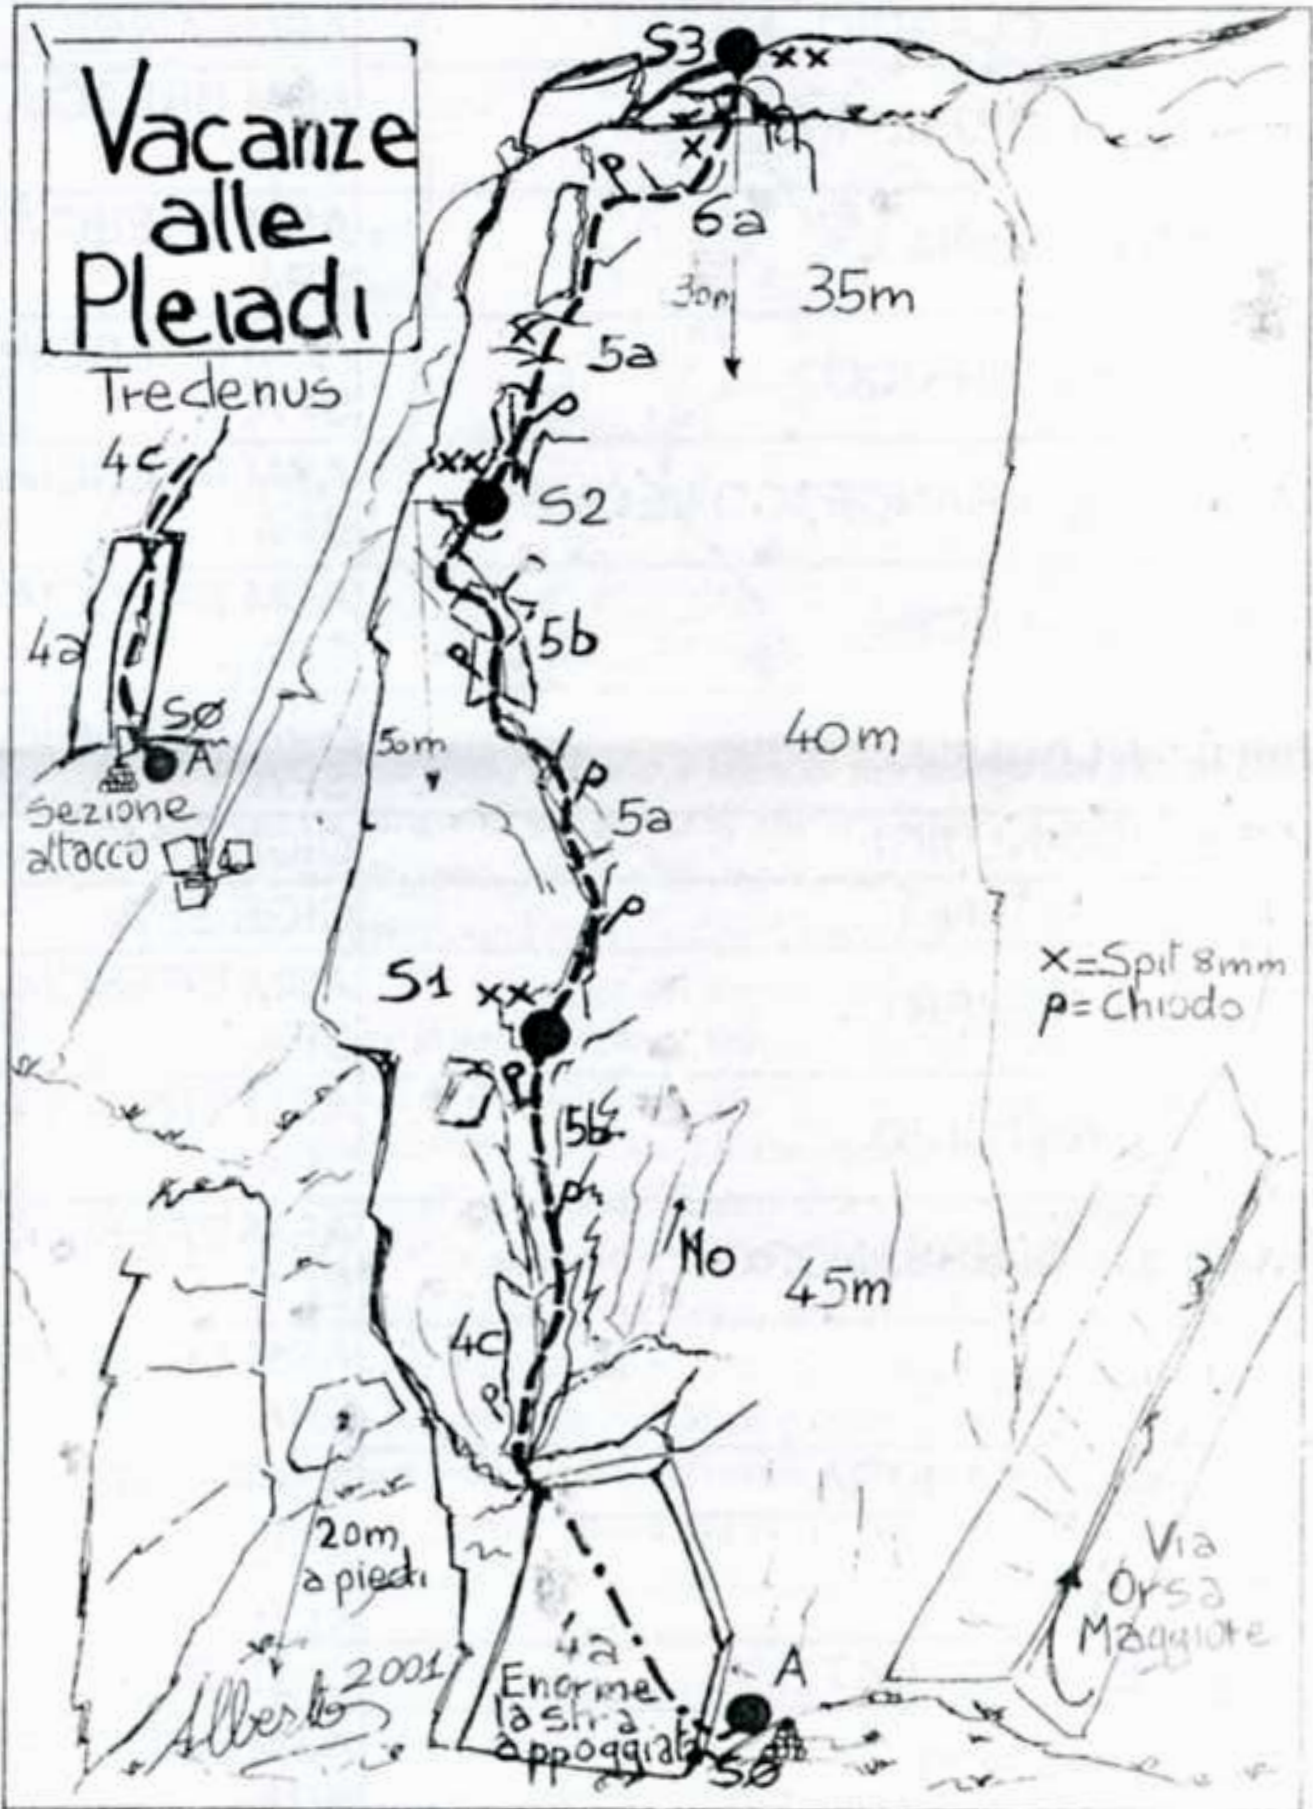 Vacanze
alle
Pleiadi
Tredenus
4c
4a
S0
A
Sezione
attacco
S3 xx
x
p
6a
30m
35m
x
5a
p
xx
S2
5b
p
50m
40m
p
5a
p
S1 xx
x=Spit 8mm
p=Chiodo
p
5b
p
No
45m
4c
p
20m
a piedi
Alberto 2001
4a
Enorme
lastra
appoggiata
A
S0
Via
Orsa
Maggiore